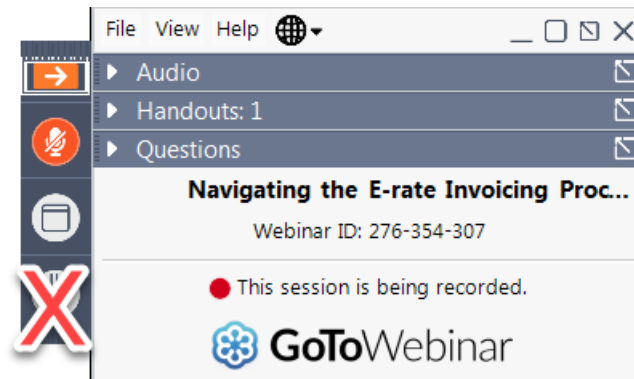 File View Help
Audio
Handouts: 1
Questions
Navigating the E-rate Invoicing Proc...
Webinar ID: 276-354-307
This session is being recorded.
GoToWebinar